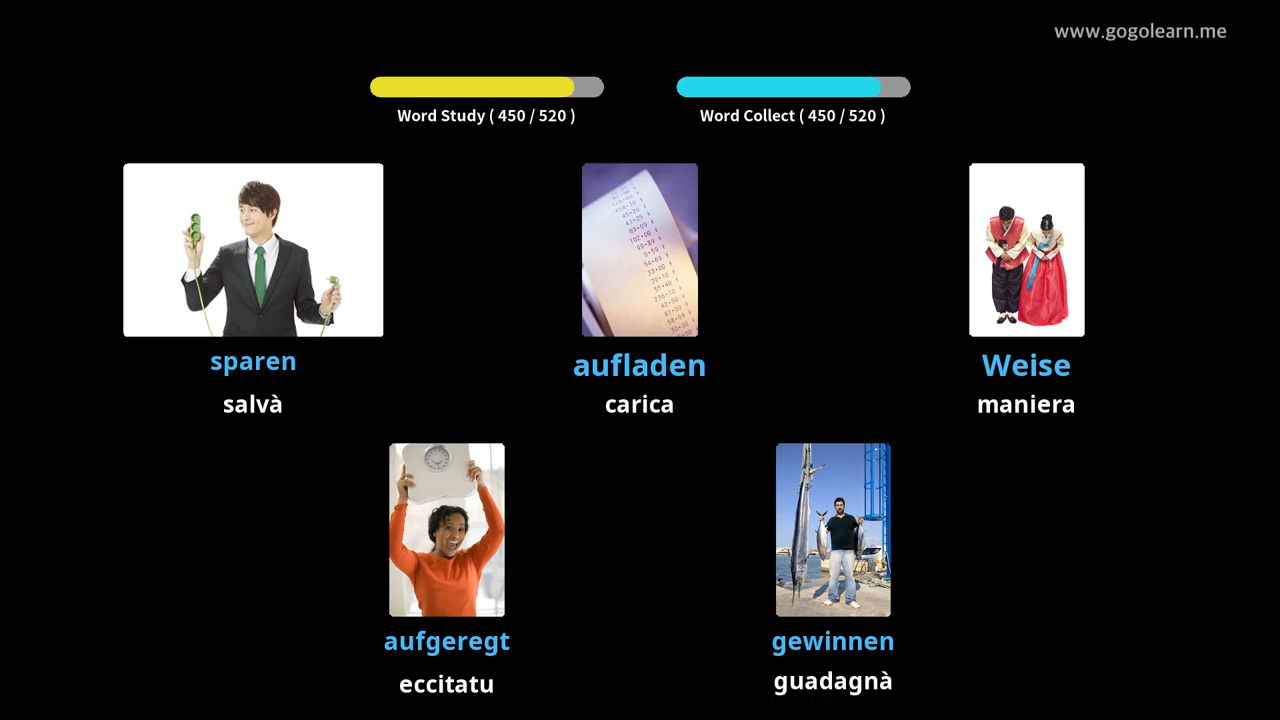 www.gogolearn.me
Word Study ( 450 / 520 )
Word Collect ( 450 / 520 )
sparen
salvà
aufladen
carica
Weise
maniera
aufgeregt
eccitatu
gewinnen
guadagnà